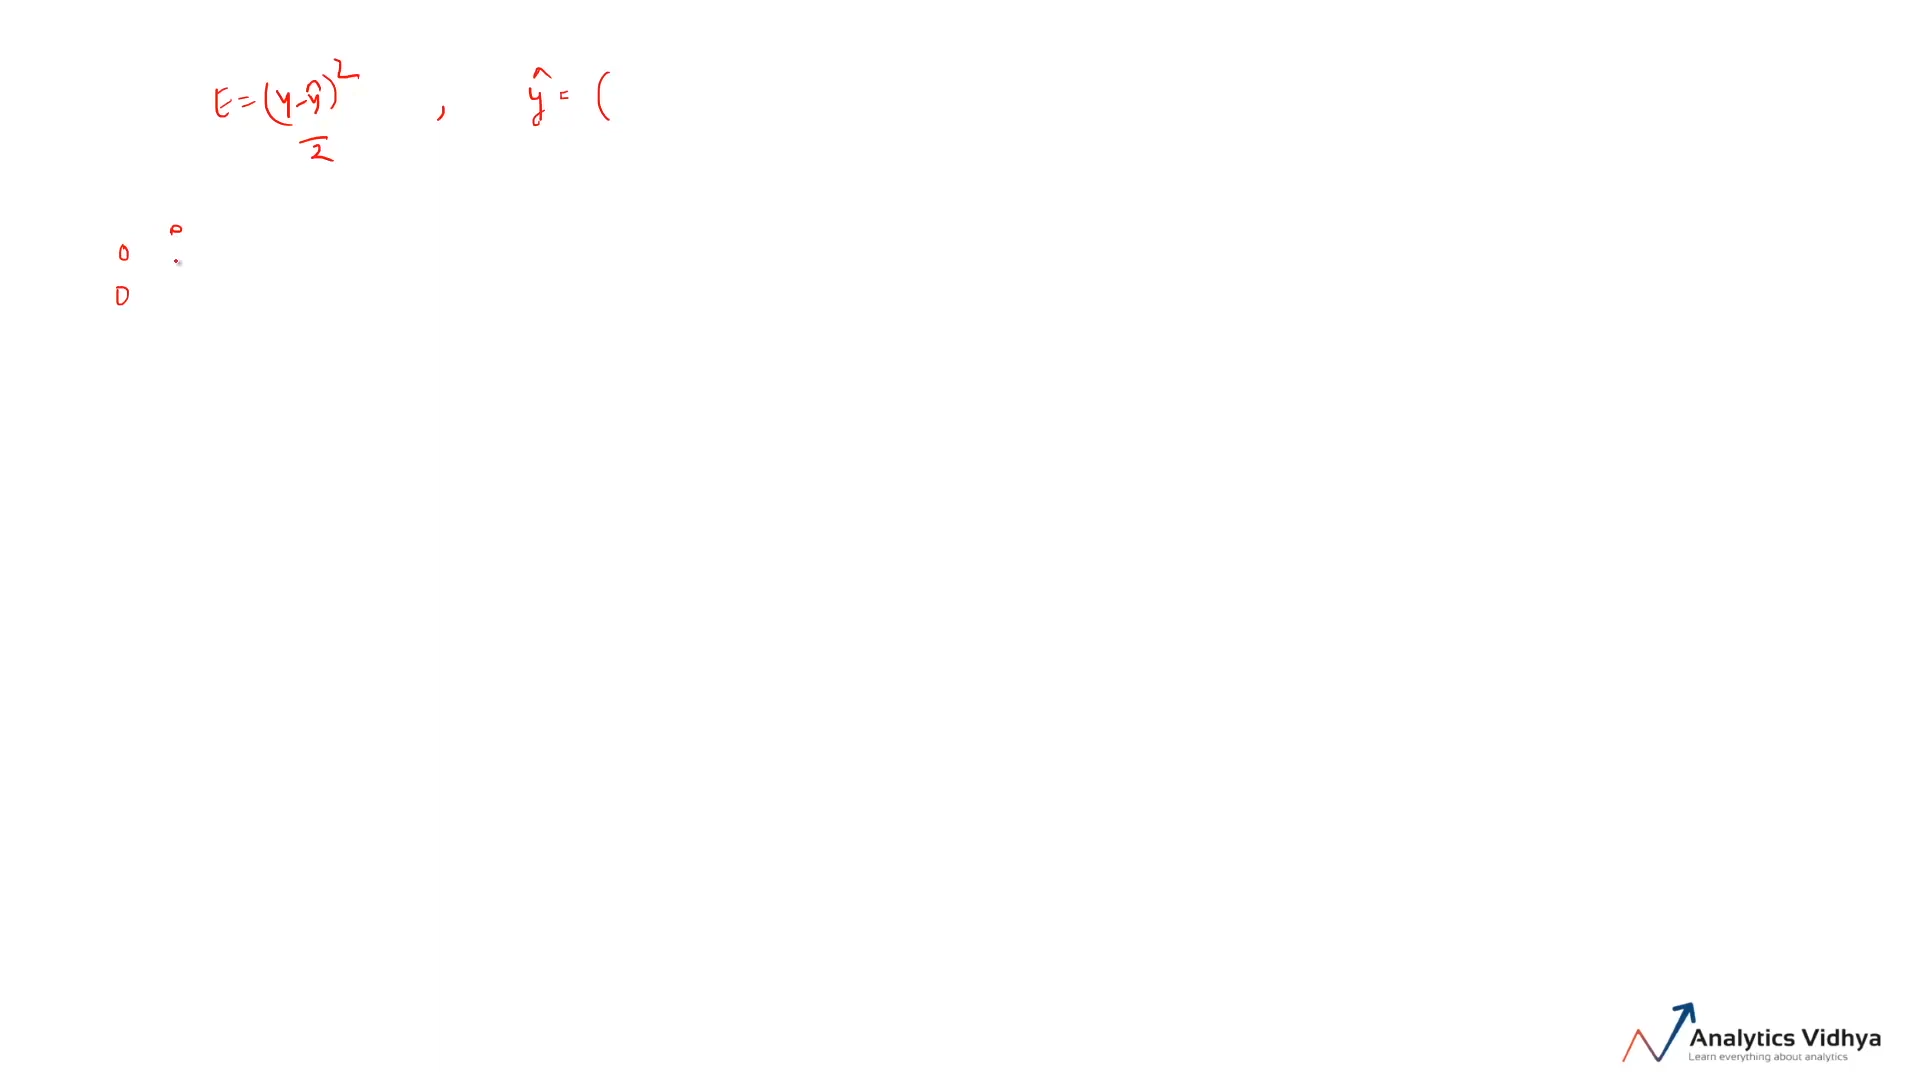 E = (y-ŷ)² / 2 , ŷ = (
Analytics Vidhya
Learn everything about analytics